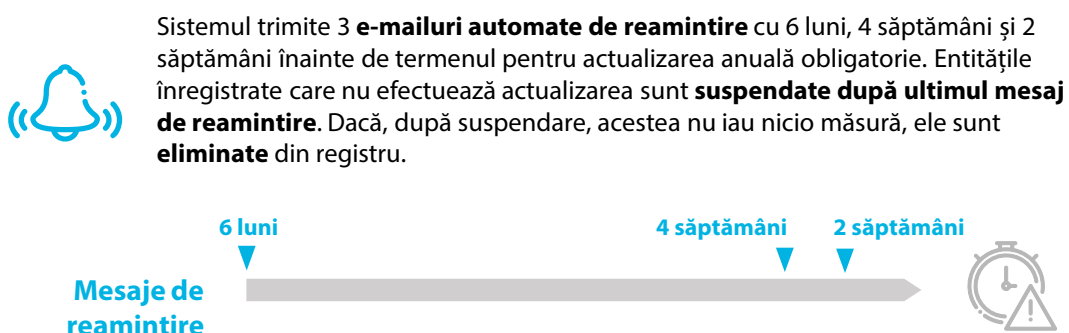 Sistemul trimite 3 e-mailuri automate de reamintire cu 6 luni, 4 săptămâni și 2
săptămâni înainte de termenul pentru actualizarea anuală obligatorie. Entitățile
înregistrate care nu efectuează actualizarea sunt suspendate după ultimul mesaj
de reamintire. Dacă, după suspendare, acestea nu iau nicio măsură, ele sunt
eliminate din registru.
6 luni
4 săptămâni
2 săptămâni
Mesaje de
reamintire